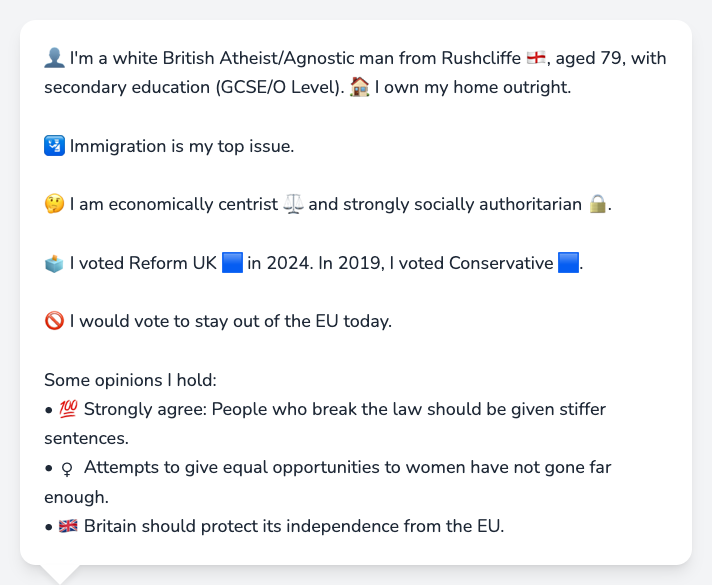 👤 I'm a white British Atheist/Agnostic man from Rushcliffe 🏴󠁧󠁢󠁥󠁮󠁧󠁿, aged 79, with
secondary education (GCSE/O Level). 🏠 I own my home outright.
🛂 Immigration is my top issue.
🤔 I am economically centrist ⚖️ and strongly socially authoritarian 🔒.
🗳️ I voted Reform UK 🟦 in 2024. In 2019, I voted Conservative 🟦.
🚫 I would vote to stay out of the EU today.
Some opinions I hold:
• 💯 Strongly agree: People who break the law should be given stiffer
sentences.
• ♀ Attempts to give equal opportunities to women have not gone far
enough.
• 🇬🇧 Britain should protect its independence from the EU.